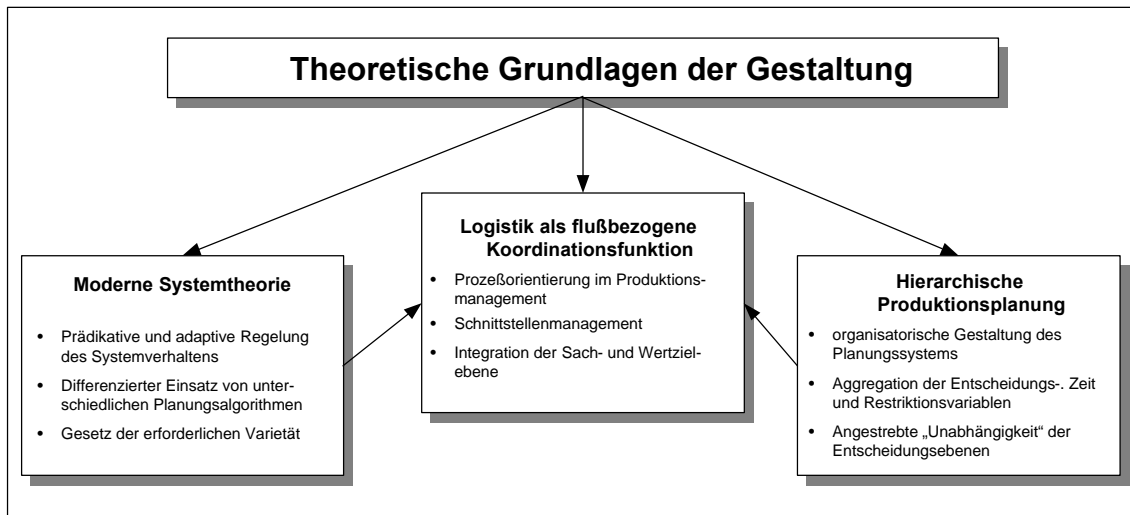 Theoretische Grundlagen der Gestaltung
Moderne Systemtheorie
• Prädikative und adaptive Regelung
des Systemverhaltens
• Differenzierter Einsatz von unter-
schiedlichen Planungsalgorithmen
• Gesetz der erforderlichen Varietät
Logistik als flußbezogene
Koordinationsfunktion
• Prozeßorientierung im Produktions-
management
• Schnittstellenmanagement
• Integration der Sach- und Wertziel-
ebene
Hierarchische
Produktionsplanung
• organisatorische Gestaltung des
Planungssystems
• Aggregation der Entscheidungs-. Zeit
und Restriktionsvariablen
• Angestrebte „Unabhängigkeit“ der
Entscheidungsebenen